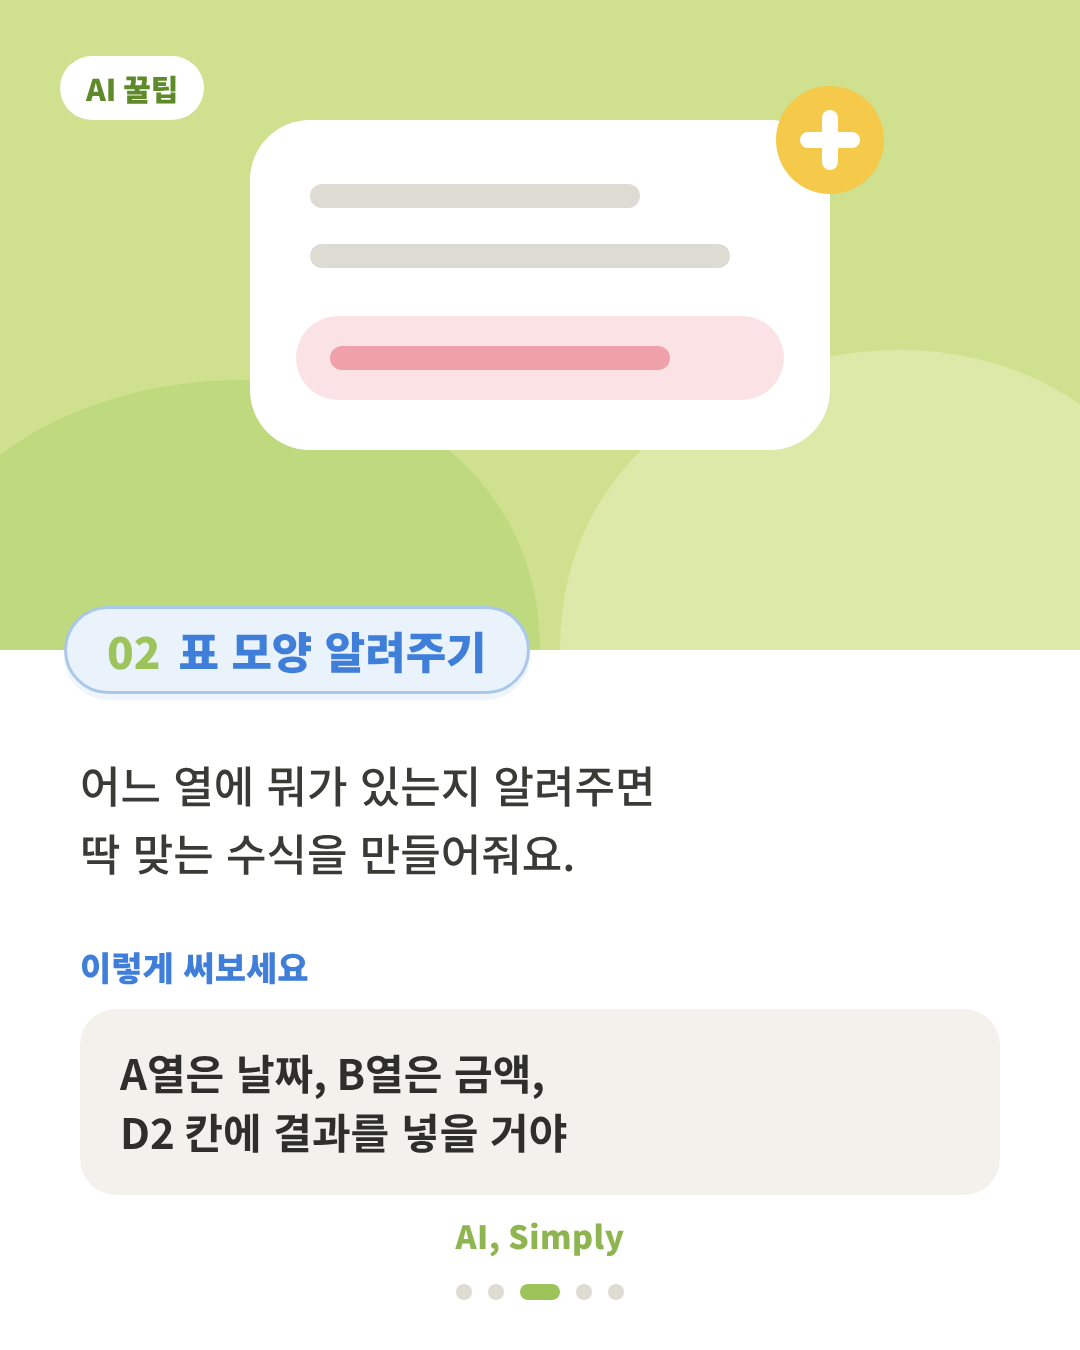 AI 꿀팁
02 표 모양 알려주기
어느 열에 뭐가 있는지 알려주면
딱 맞는 수식을 만들어줘요.
이렇게 써보세요
A열은 날짜, B열은 금액,
D2 칸에 결과를 넣을 거야
AI, Simply